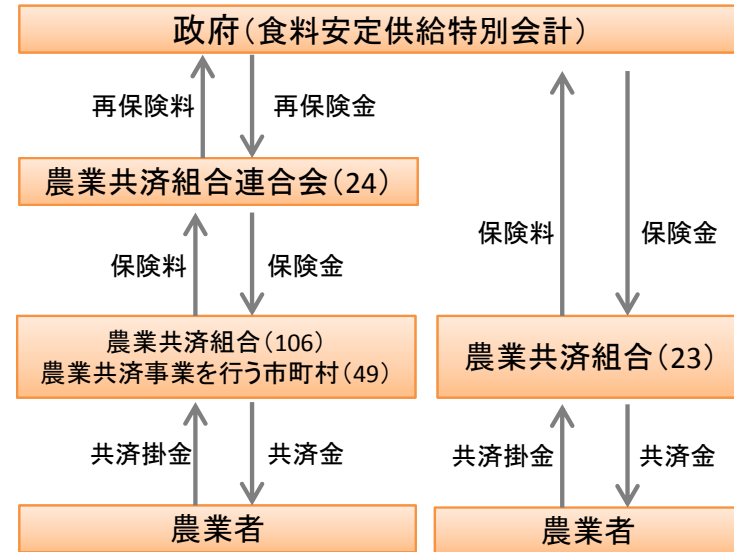 政府(食料安定供給特別会計)
再保険料
再保険金
農業共済組合連合会(24)
保険料
保険金
保険料
保険金
農業共済組合(106)
農業共済事業を行う市町村(49)
農業共済組合(23)
共済掛金
共済金
共済掛金
共済金
農業者
農業者